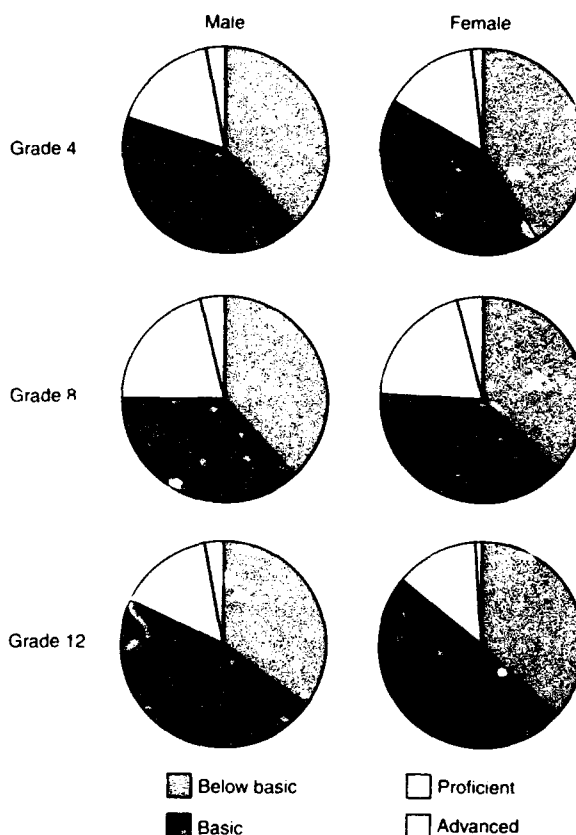 Male Female
Grade 4
Grade 8
Grade 12
Below basic Proficient
Basic Advanced